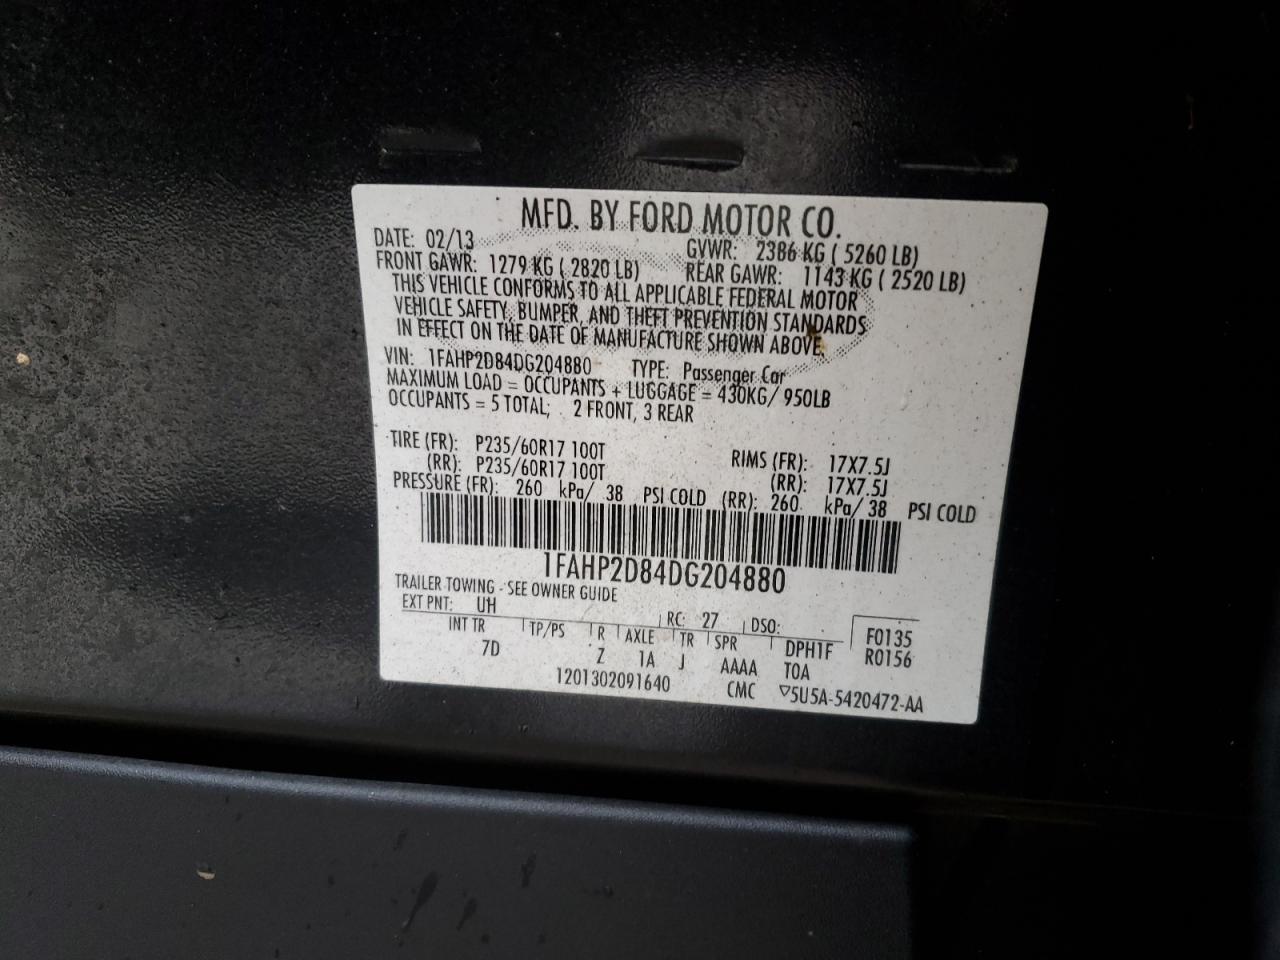 MFD. BY FORD MOTOR CO.
DATE: 02/13 GVWR: 2386 KG ( 5260 LB)
FRONT GAWR: 1279 KG ( 2820 LB) REAR GAWR: 1143 KG ( 2520 LB)
THIS VEHICLE CONFORMS TO ALL APPLICABLE FEDERAL MOTOR
VEHICLE SAFETY, BUMPER, AND THEFT PREVENTION STANDARDS
IN EFFECT ON THE DATE OF MANUFACTURE SHOWN ABOVE.
VIN: 1FAHP2D84DG204880 TYPE: Passenger Car
MAXIMUM LOAD = OCCUPANTS + LUGGAGE = 430KG/ 950LB
OCCUPANTS = 5 TOTAL; 2 FRONT, 3 REAR
TIRE (FR): P235/60R17 100T RIMS (FR): 17X7.5J
(RR): P235/60R17 100T (RR): 17X7.5J
PRESSURE (FR): 260 kPa/ 38 PSI COLD (RR): 260 kPa/ 38 PSI COLD
1FAHP2D84DG204880
TRAILER TOWING - SEE OWNER GUIDE
EXT PNT: UH RC: 27 DSO: F0135
INT TR TP/PS R AXLE TR SPR DPH1F R0156
7D Z 1A J AAAA TOA
1201302091640 CMC ▽5U5A-5420472-AA